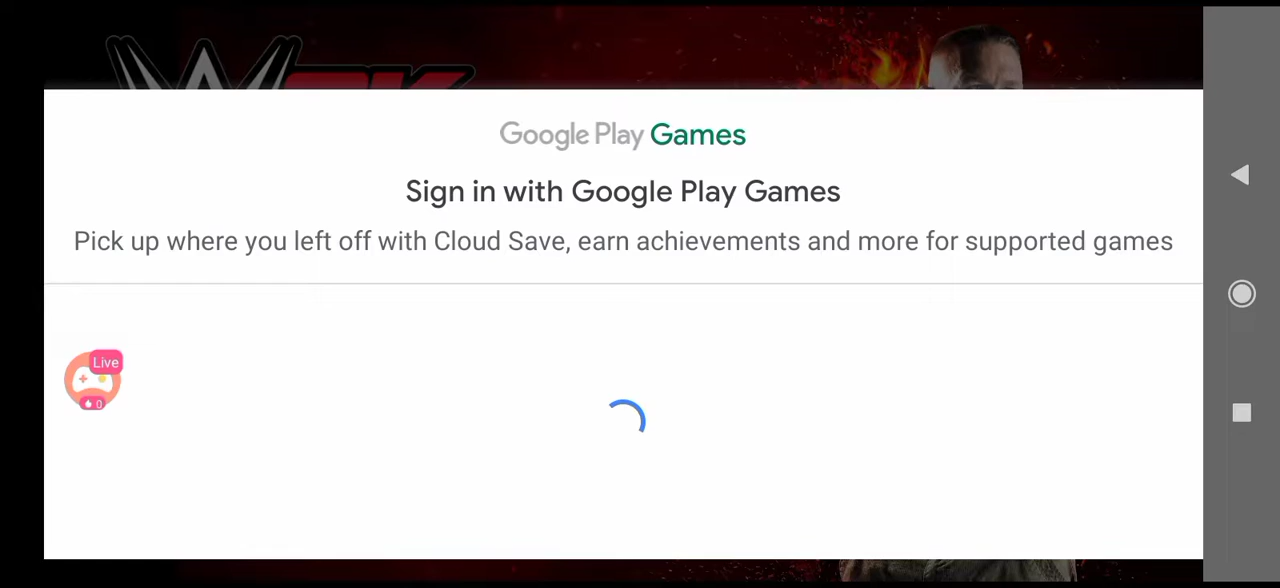 Google Play Games
Sign in with Google Play Games
Pick up where you left off with Cloud Save, earn achievements and more for supported games
Live
0